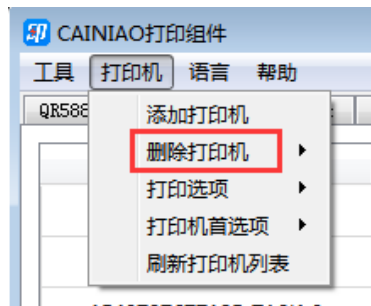 CAINIAO打印组件
工具 打印机 语言 帮助
QR588
添加打印机
删除打印机
打印选项
打印机首选项
刷新打印机列表